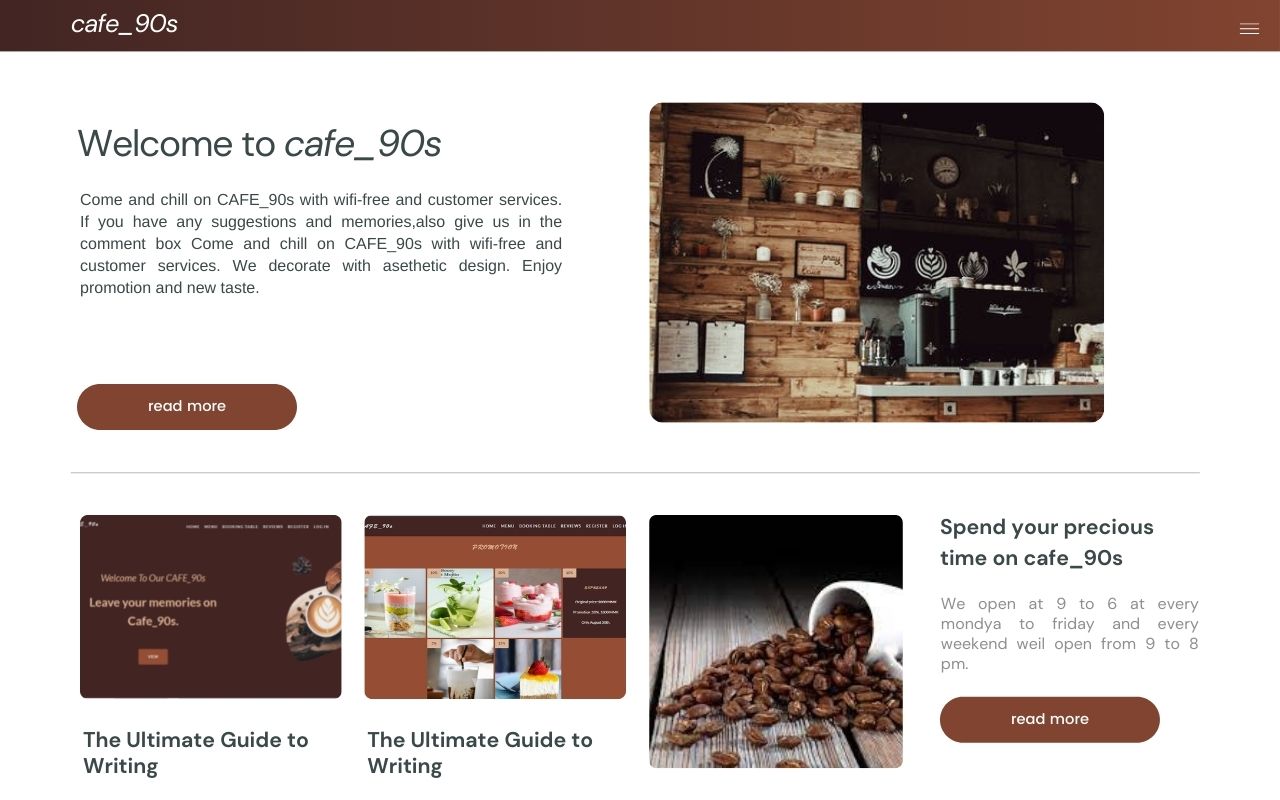 cafe_90s
Welcome to cafe_90s
Come and chill on CAFE_90s with wifi-free and customer services.
If you have any suggestions and memories,also give us in the
comment box Come and chill on CAFE_90s with wifi-free and
customer services. We decorate with asethetic design. Enjoy
promotion and new taste.
read more
pray
HOME MENU BOOKING TABLE REVIEWS REGISTER LOG IN
Welcome To Our CAFE_90s
Leave your memories on
Cafe_90s.
VIEW
HOME MENU BOOKING TABLE REVIEWS REGISTER
PROMOTION
The Ultimate Guide to
Writing
The Ultimate Guide to
Writing
Spend your precious
time on cafe_90s
We open at 9 to 6 at every
mondya to friday and every
weekend weil open from 9 to 8
pm.
read more